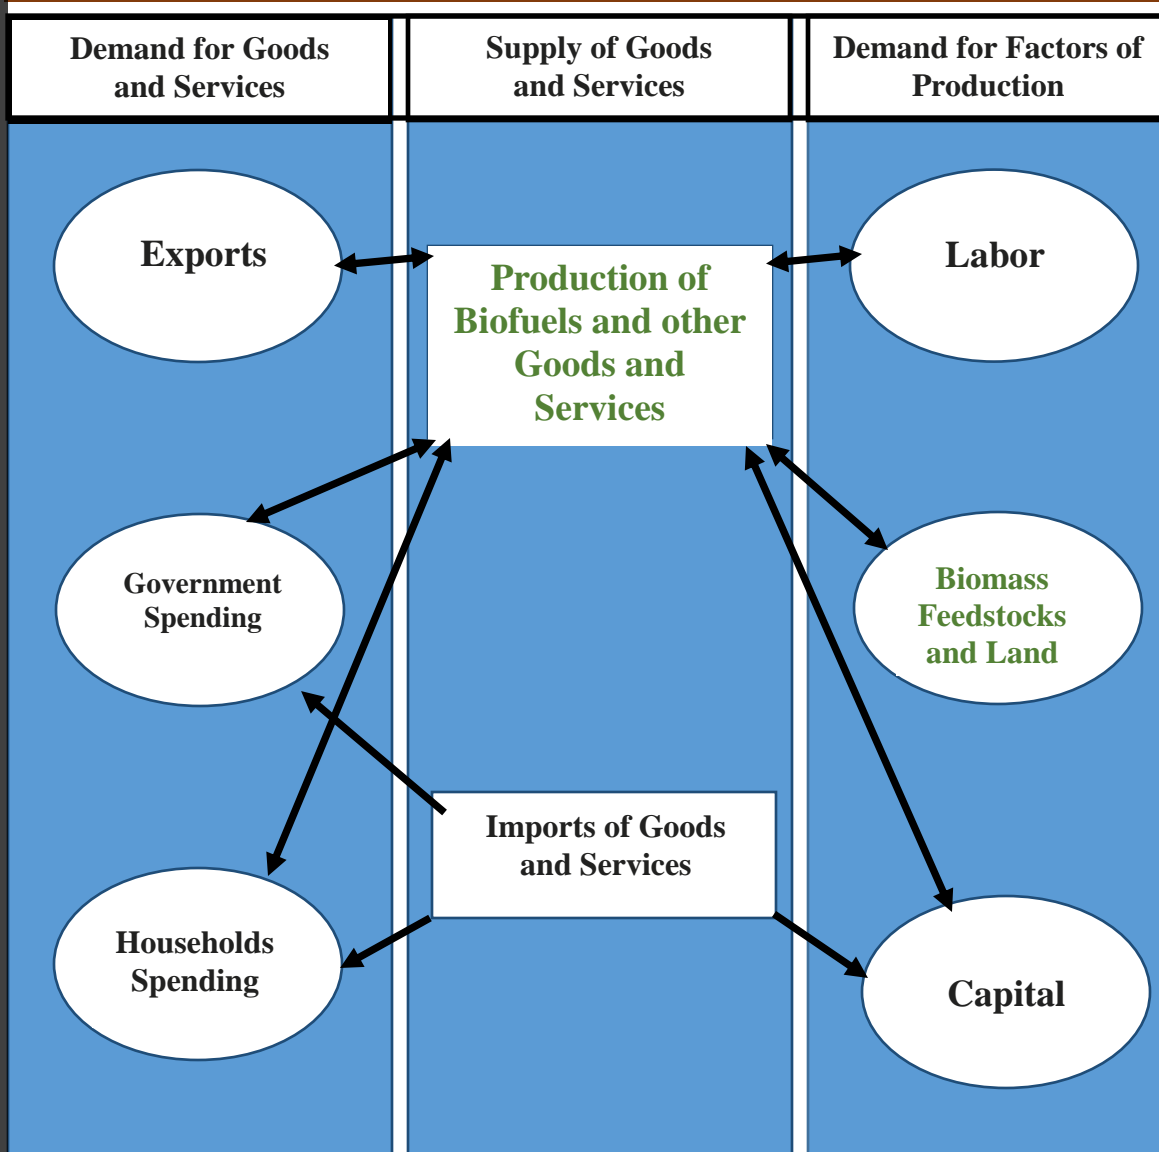 Demand for Goods
and Services
Supply of Goods
and Services
Demand for Factors of
Production
Exports
Production of
Biofuels and other
Goods and
Services
Labor
Government
Spending
Biomass
Feedstocks
and Land
Imports of Goods
and Services
Households
Spending
Capital